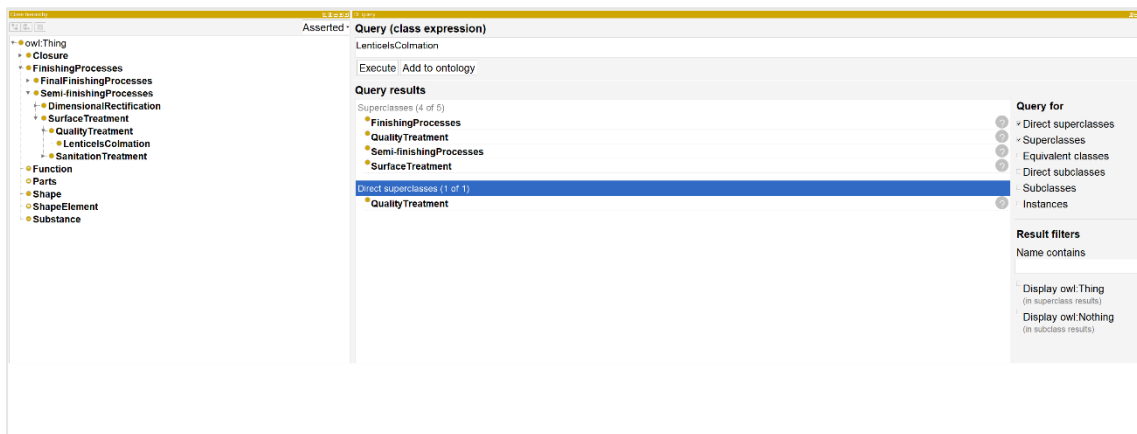 Class hierarchy
Asserted
owl:Thing
Closure
FinishingProcesses
FinalFinishingProcesses
Semi-finishingProcesses
DimensionalRectification
SurfaceTreatment
QualityTreatment
LenticelsColmation
SanitationTreatment
Function
Parts
Shape
ShapeElement
Substance
Query (class expression)
LenticelsColmation
Execute Add to ontology
Query results
Superclasses (4 of 5)
FinishingProcesses ?
QualityTreatment ?
Semi-finishingProcesses ?
SurfaceTreatment ?
Direct superclasses (1 of 1)
QualityTreatment ?
Query for
Direct superclasses
Superclasses
Equivalent classes
Direct subclasses
Subclasses
Instances
Result filters
Name contains
Display owl:Thing
(in superclass results)
Display owl:Nothing
(in subclass results)